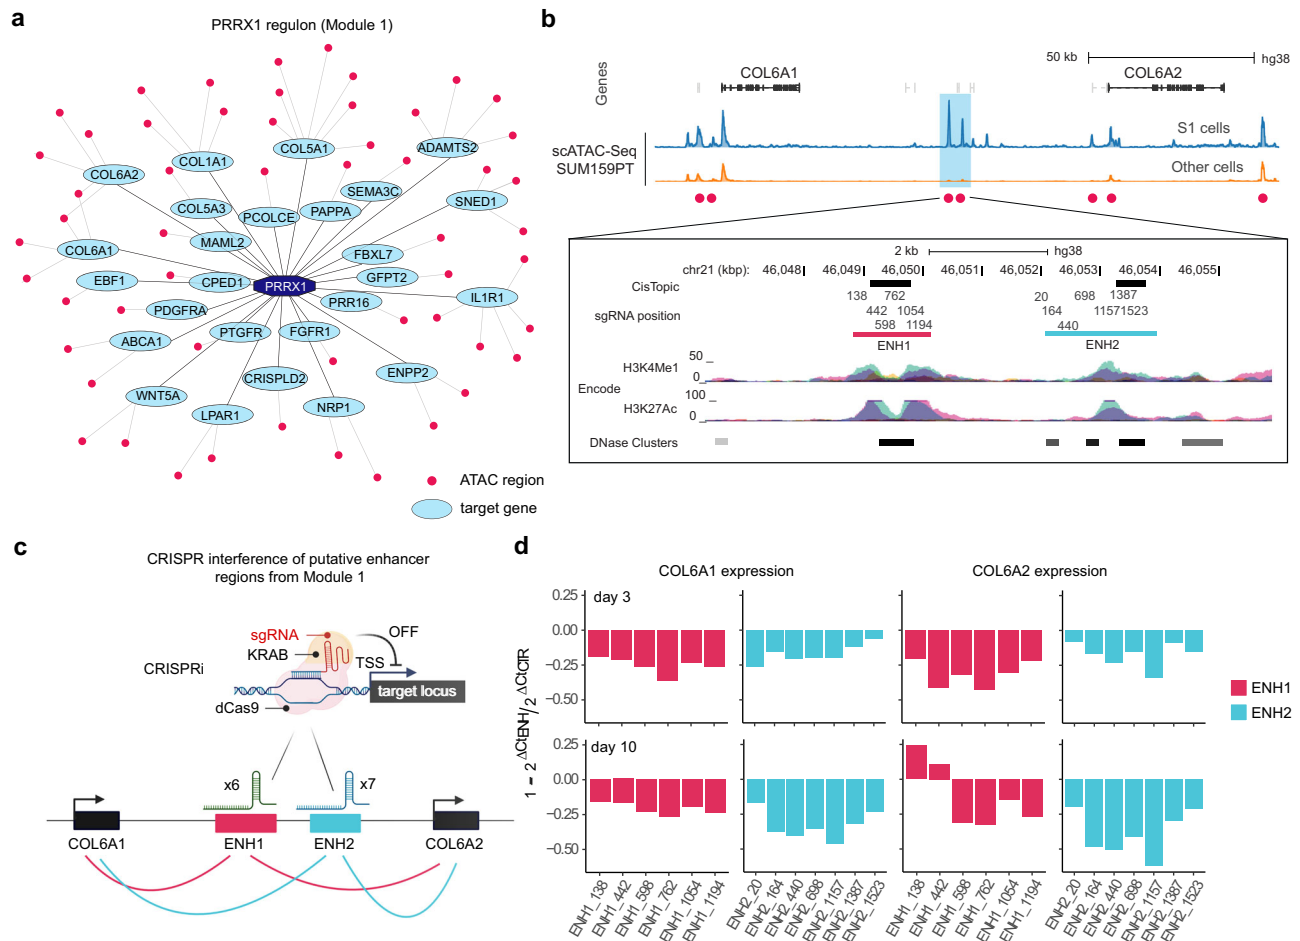 a
PRRX1 regulon (Module 1)
COL5A1
ADAMTS2
COL1A1
COL6A2
SEMA3C
SNED1
COL5A3
PCOLCE
PAPPA
MAML2
COL6A1
FBXL7
EBF1
CPED1
PRRX1
GFPT2
IL1R1
PDGFRA
PRR16
ABCA1
PTGFR
FGFR1
CRISPLD2
ENPP2
WNT5A
LPAR1
NRP1
ATAC region
target gene
b
50 kb
hg38
Genes
COL6A1
COL6A2
scATAC-Seq
SUM159PT
S1 cells
Other cells
2 kb
hg38
chr21 (kbp):
46,048
46,049
46,050
46,051
46,052
46,053
46,054
46,055
CisTopic
sgRNA position
138
762
442
1054
598
1194
ENH1
20
698
1387
164
1157
1523
440
ENH2
Encode
H3K4Me1
50
0
H3K27Ac
100
0
DNase Clusters
c
CRISPR interference of putative enhancer
regions from Module 1
CRISPRi
sgRNA
KRAB
OFF
TSS
target locus
dCas9
x6
x7
COL6A1
ENH1
ENH2
COL6A2
d
COL6A1 expression
COL6A2 expression
1 - 2 ΔCtENH/2 ΔCtCTR
day 3
0.25
0.00
−0.25
−0.50
day 10
0.25
0.00
−0.25
−0.50
ENH1_138
ENH1_442
ENH1_598
ENH1_762
ENH1_1054
ENH1_1194
ENH2_20
ENH2_164
ENH2_440
ENH2_698
ENH2_1157
ENH2_1387
ENH2_1523
ENH1_138
ENH1_442
ENH1_598
ENH1_762
ENH1_1054
ENH1_1194
ENH2_20
ENH2_164
ENH2_440
ENH2_698
ENH2_1157
ENH2_1387
ENH2_1523
ENH1
ENH2